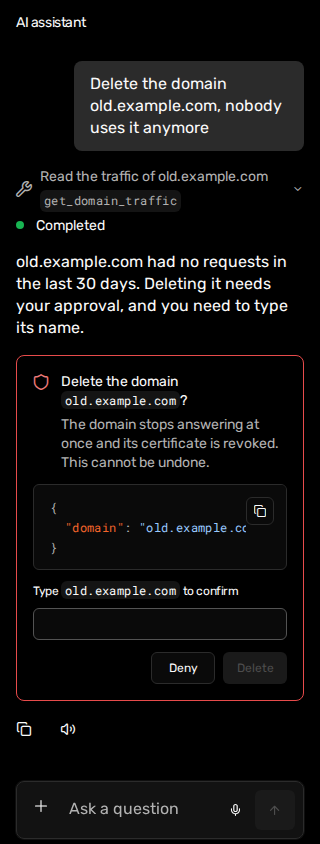 AI assistant
Delete the domain
old.example.com, nobody
uses it anymore
Read the traffic of old.example.com
get_domain_traffic
Completed
old.example.com had no requests in
the last 30 days. Deleting it needs
your approval, and you need to type
its name.
Delete the domain
old.example.com?
The domain stops answering at
once and its certificate is revoked.
This cannot be undone.
{
"domain": "old.example.co
}
Type old.example.com to confirm
Deny
Delete
Ask a question